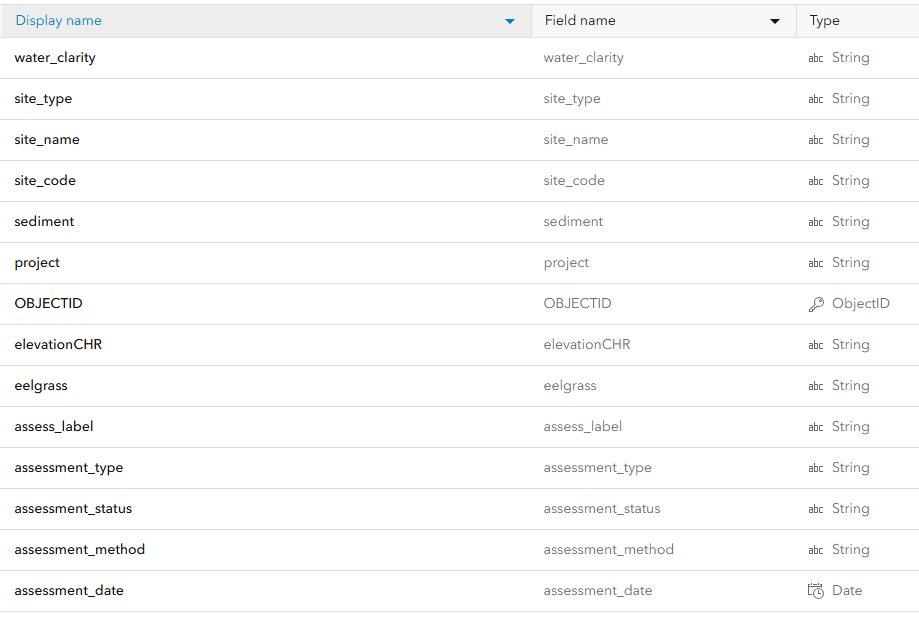 Display name Field name Type
water_clarity water_clarity abc String
site_type site_type abc String
site_name site_name abc String
site_code site_code abc String
sediment sediment abc String
project project abc String
OBJECTID OBJECTID ObjectID
elevationCHR elevationCHR abc String
eelgrass eelgrass abc String
assess_label assess_label abc String
assessment_type assessment_type abc String
assessment_status assessment_status abc String
assessment_method assessment_method abc String
assessment_date assessment_date Date